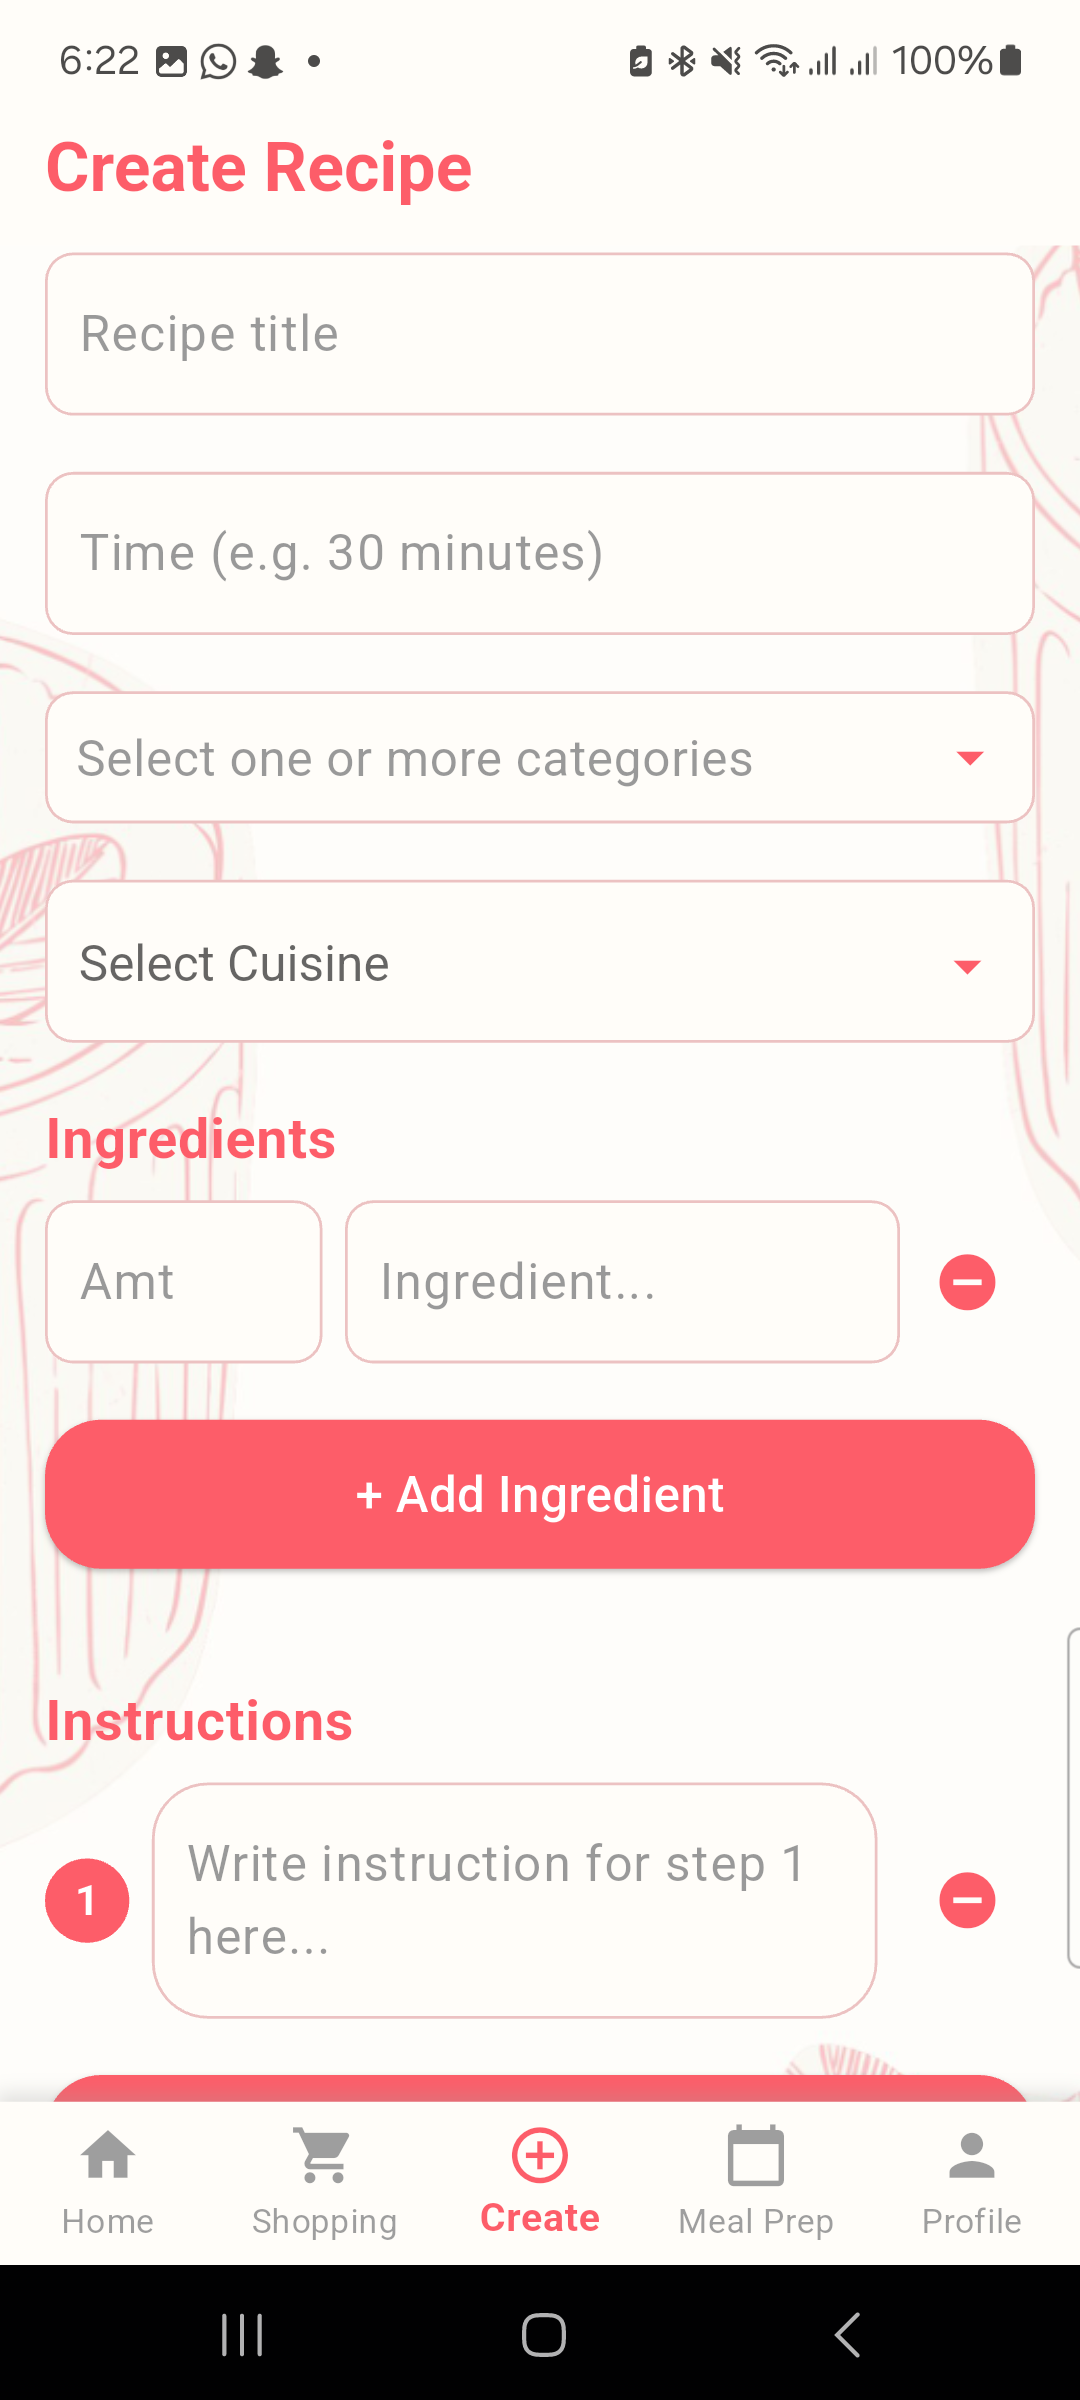 6:22
100%
Create Recipe
Recipe title
Time (e.g. 30 minutes)
Select one or more categories
Select Cuisine
Ingredients
Amt
Ingredient...
+ Add Ingredient
Instructions
1
Write instruction for step 1
here...
Home
Shopping
Create
Meal Prep
Profile